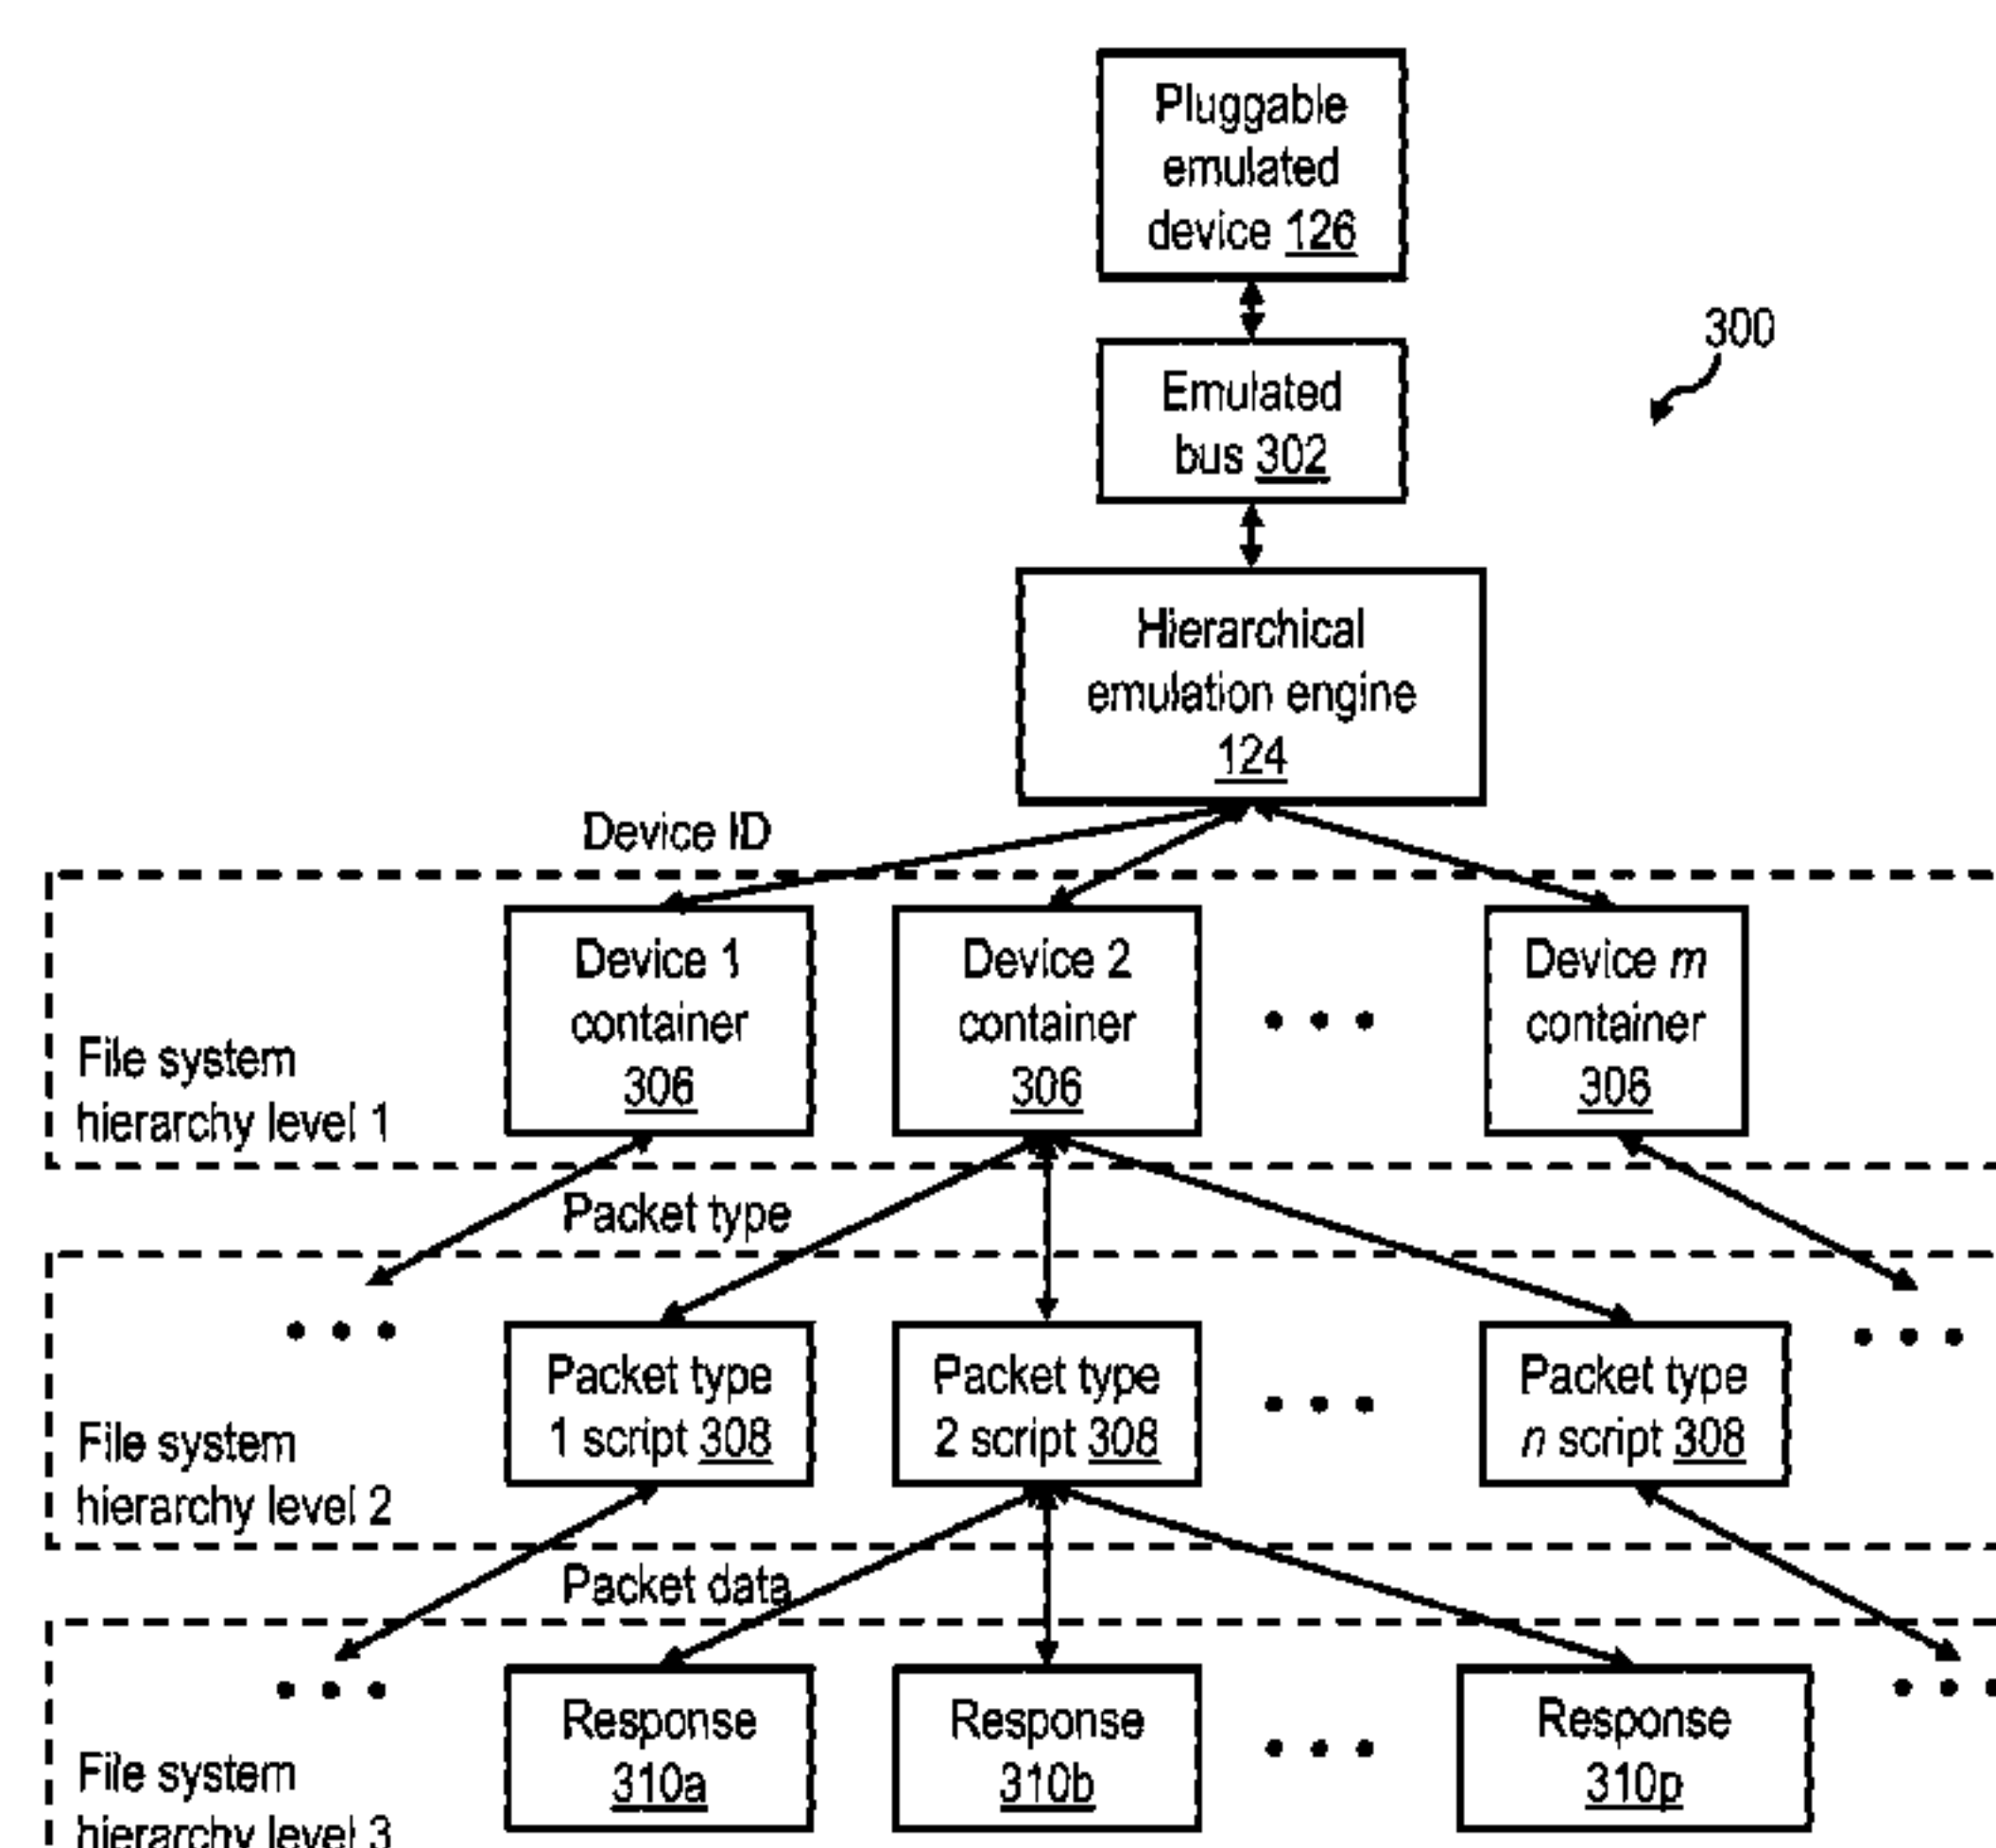 Pluggable
emulated
device 126
300
Emulated
bus 302
Hierarchical
emulation engine
124
Device ID
Device 1
container
306
Device 2
container
306
Device m
container
306
File system
hierarchy level 1
Packet type
Packet type
1 script 308
Packet type
2 script 308
Packet type
n script 308
File system
hierarchy level 2
Packet data
Response
310a
Response
310b
Response
310p
File system
hierarchy level 3